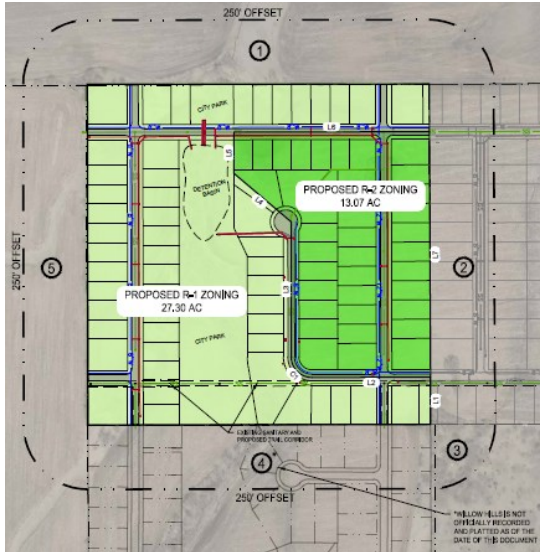 250' OFFSET
1
CITY PARK
L6
L5
DETENTION
BASIN
PROPOSED R-2 ZONING
13.07 AC
L4
250' OFFSET
5
L7
2
PROPOSED R-1 ZONING
27.30 AC
L3
CITY PARK
C1
L2
L1
EXISTING SANITARY AND
PROPOSED TRAIL CORRIDOR
3
4*
250' OFFSET
*WILLOW HILLS IS NOT
OFFICIALLY RECORDED
AND PLATTED AS OF THE
DATE OF THIS DOCUMENT